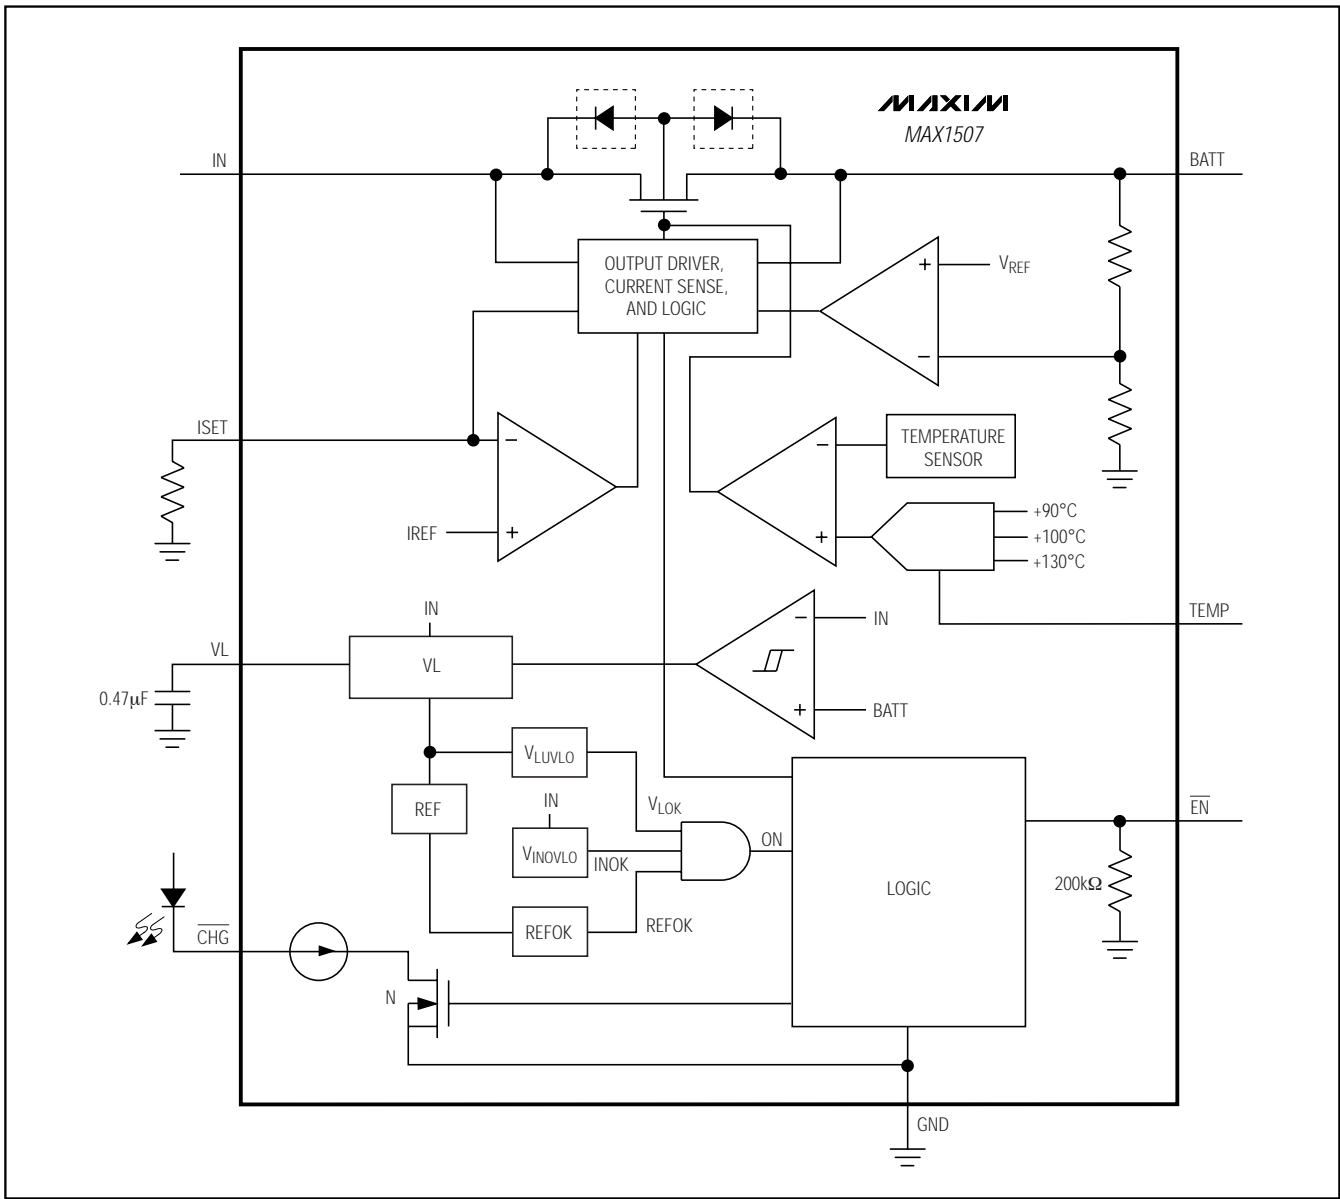 MAXIM
MAX1507
IN
BATT
OUTPUT DRIVER,
CURRENT SENSE,
AND LOGIC
+
VREF
−
ISET
−
TEMPERATURE
SENSOR
IREF
+
+
−
+90°C
+100°C
+130°C
IN
−
IN
TEMP
VL
VL
0.47µF
+
BATT
VLUVLO
REF
IN
VLOK
EN
VINOVLO
INOK
ON
LOGIC
200kΩ
REFOK
REFOK
CHG
N
GND